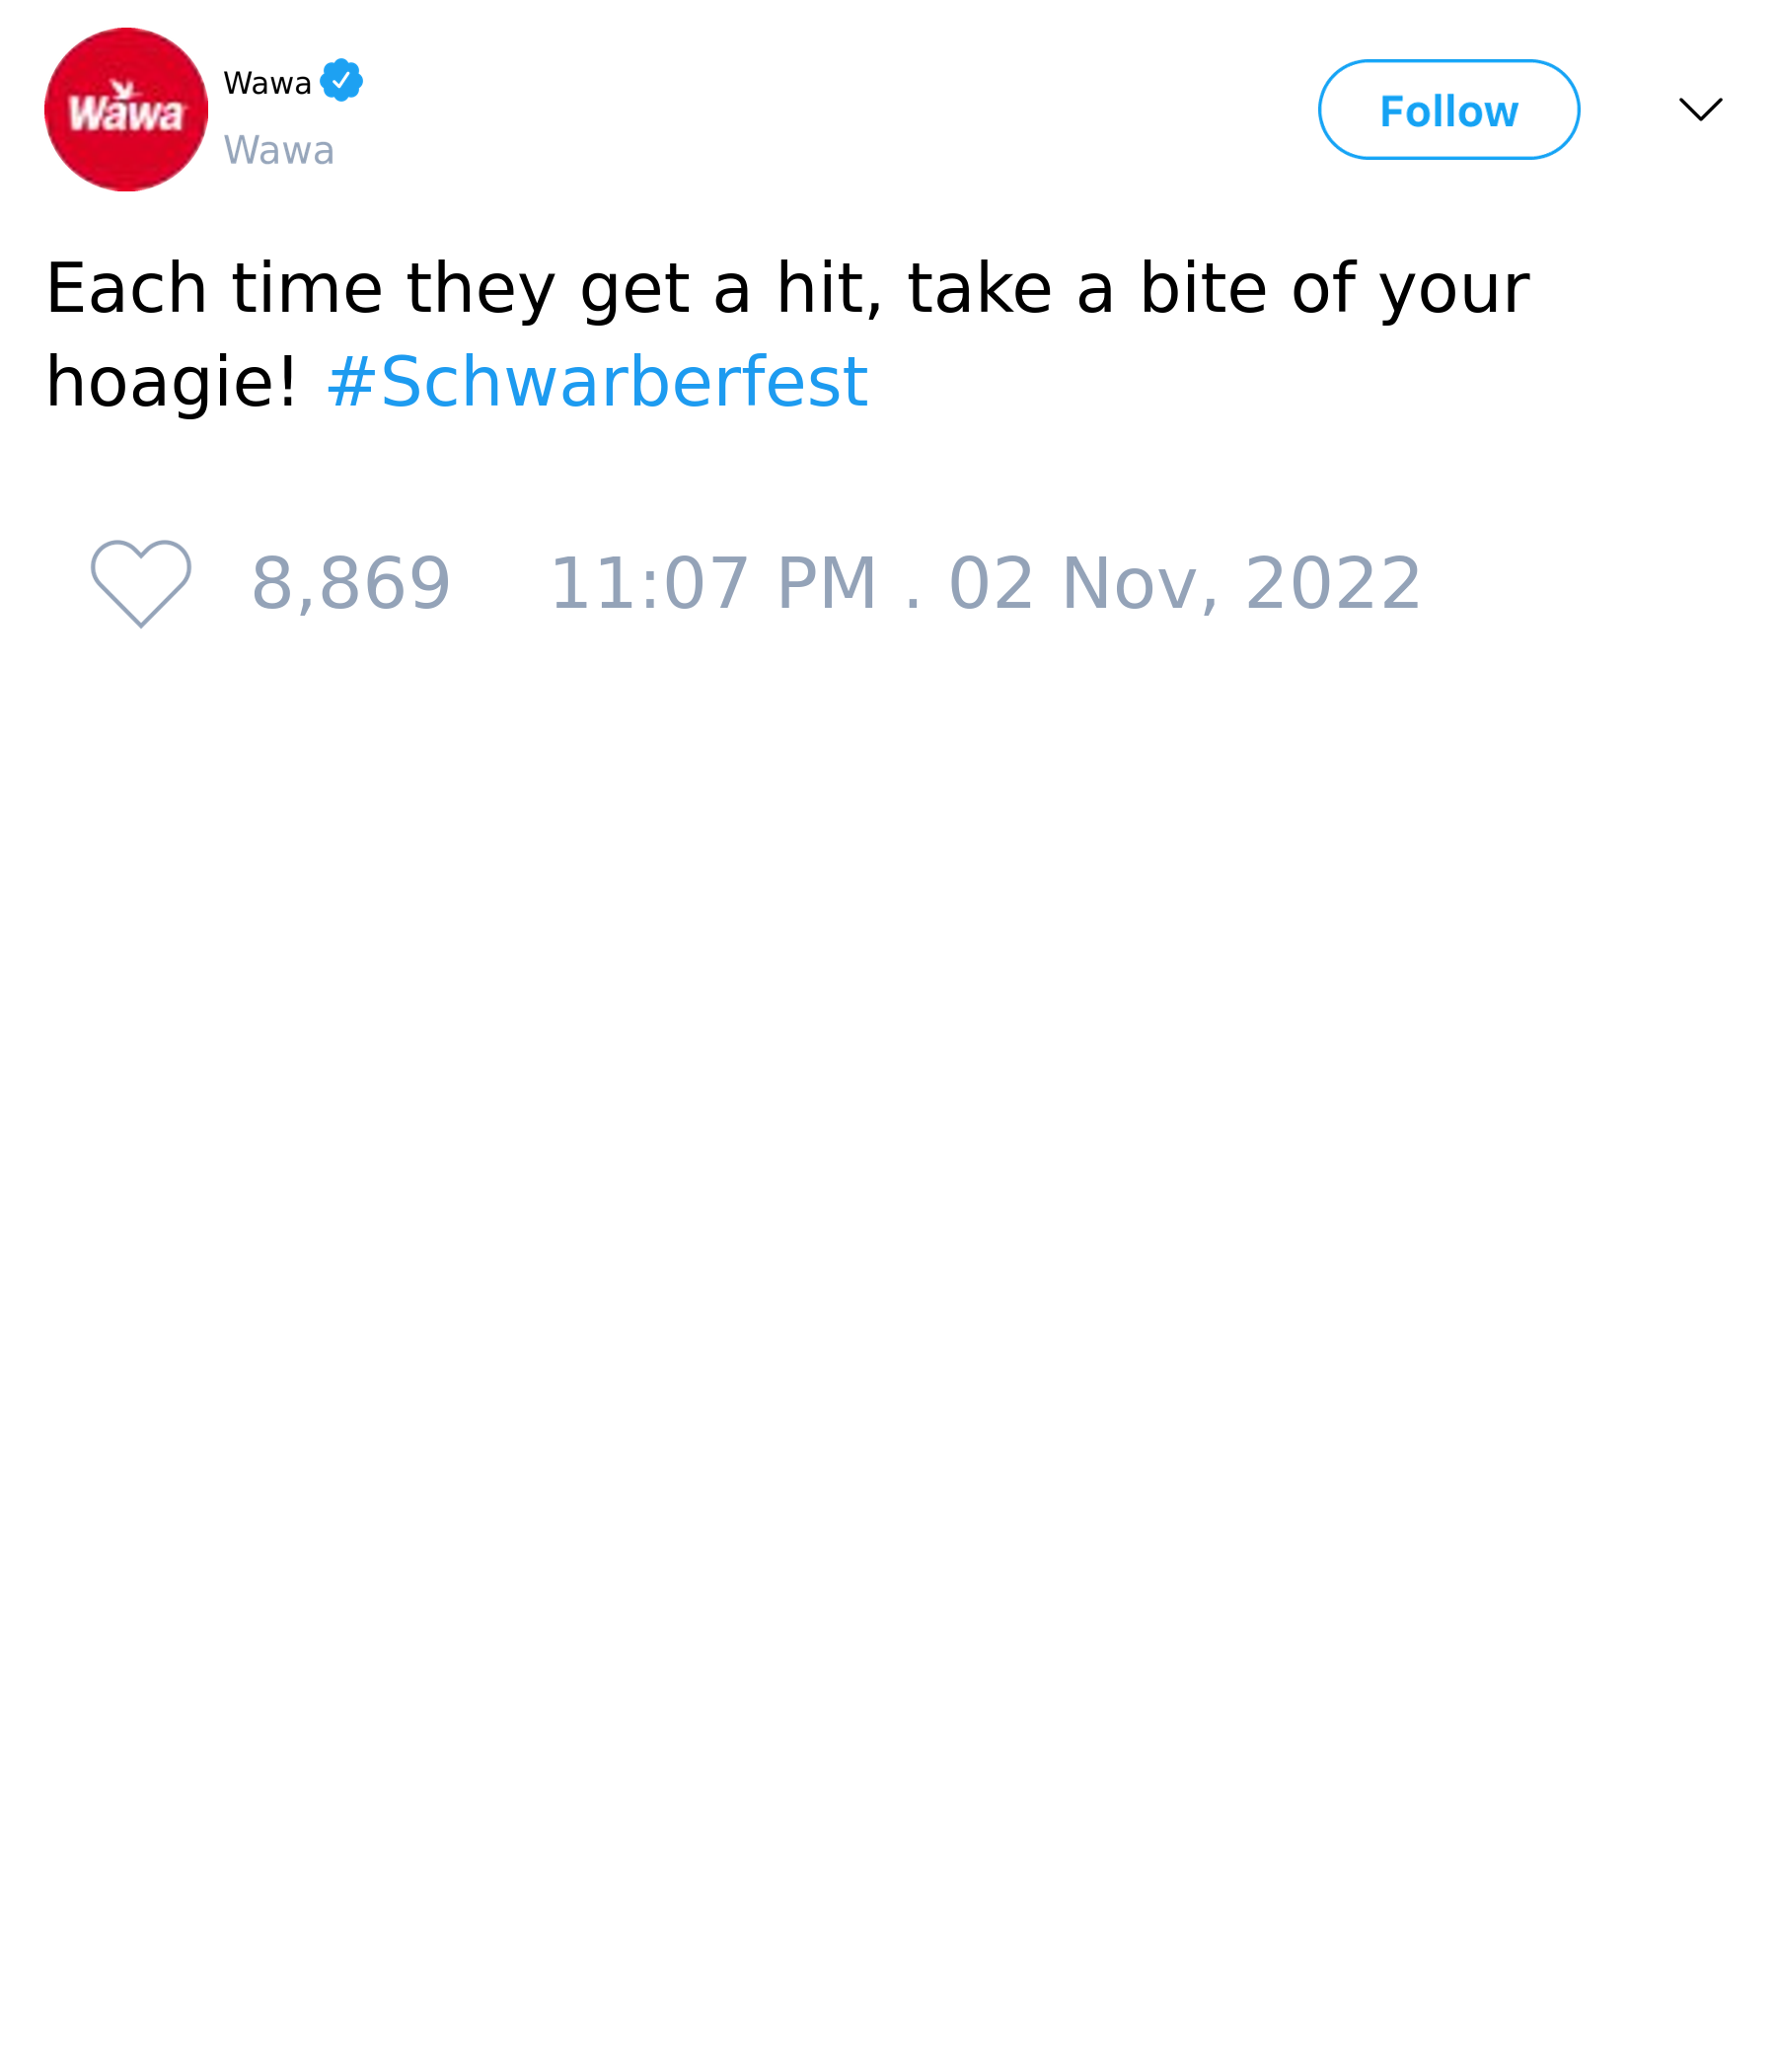 Wawa
Wawa
Wawa
Follow
Each time they get a hit, take a bite of your
hoagie! #Schwarberfest
8,869 11:07 PM . 02 Nov, 2022